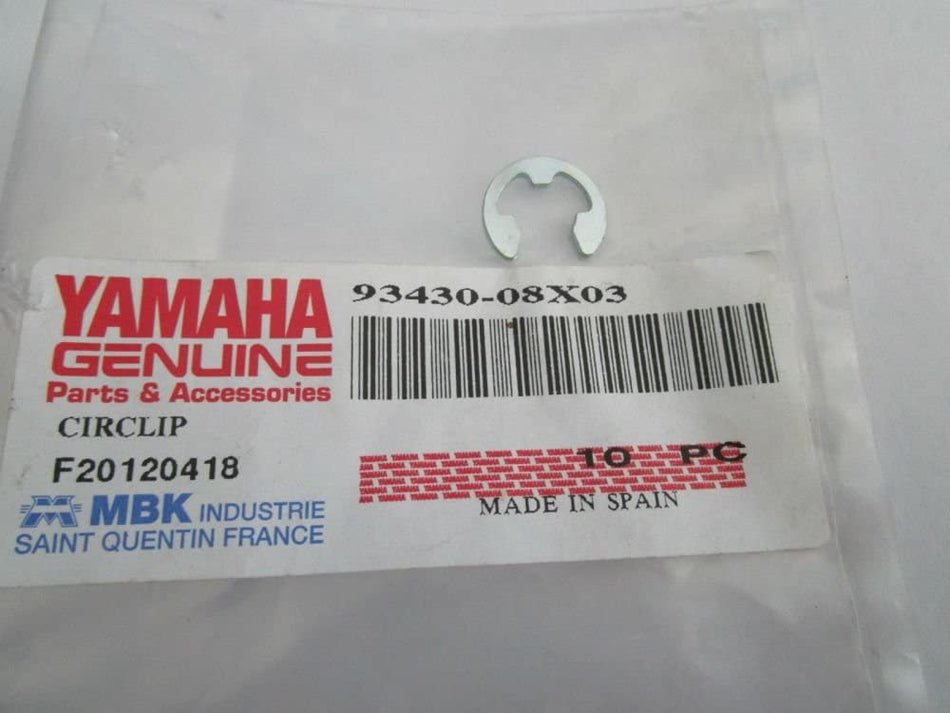 YAMAHA
GENUINE
Parts & Accessories
CIRCLIP
F20120418
MBK INDUSTRIE
SAINT QUENTIN FRANCE
93430-08X03
10 PC
MADE IN SPAIN